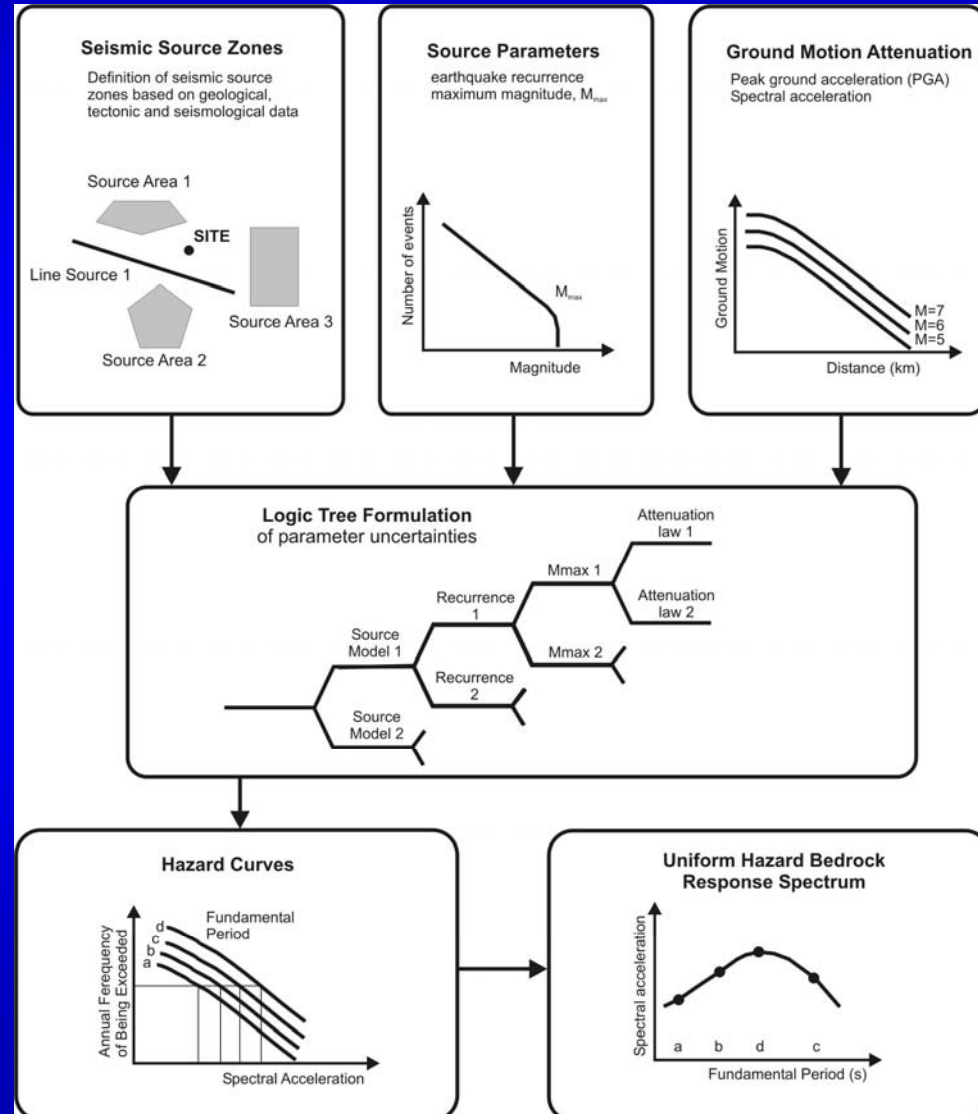 Seismic Source Zones
Definition of seismic source
zones based on geological,
tectonic and seismological data
Source Area 1
SITE
Line Source 1
Source Area 3
Source Area 2
Source Parameters
earthquake recurrence
maximum magnitude, Mmax
Number of events
Mmax
Magnitude
Ground Motion Attenuation
Peak ground acceleration (PGA)
Spectral acceleration
Ground Motion
M=7
M=6
M=5
Distance (km)
Logic Tree Formulation
of parameter uncertainties
Attenuation
law 1
Mmax 1
Attenuation
law 2
Recurrence
1
Mmax 2
Source
Model 1
Recurrence
2
Source
Model 2
Hazard Curves
Annual Ferequency
of Being Exceeded
d
c
b
a
Fundamental
Period
Spectral Acceleration
Uniform Hazard Bedrock
Response Spectrum
Spectral acceleration
a b d c
Fundamental Period (s)